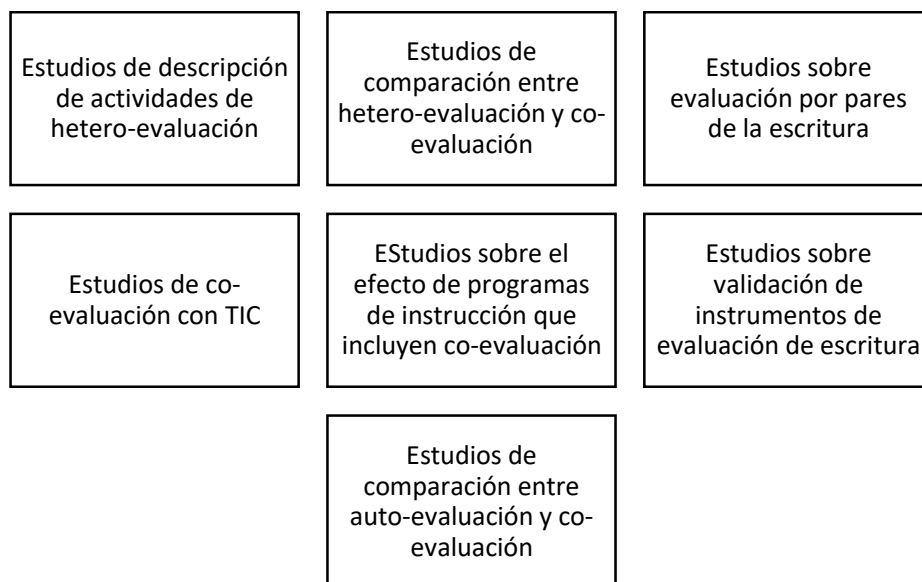 Estudios de descripción
de actividades de
hetero-evaluación
Estudios de
comparación entre
hetero-evaluación y co-
evaluación
Estudios sobre
evaluación por pares
de la escritura
Estudios de co-
evaluación con TIC
EStudios sobre el
efecto de programas
de instrucción que
incluyen co-evaluación
Estudios sobre
validación de
instrumentos de
evaluación de escritura
Estudios de
comparación entre
auto-evaluación y co-
evaluación